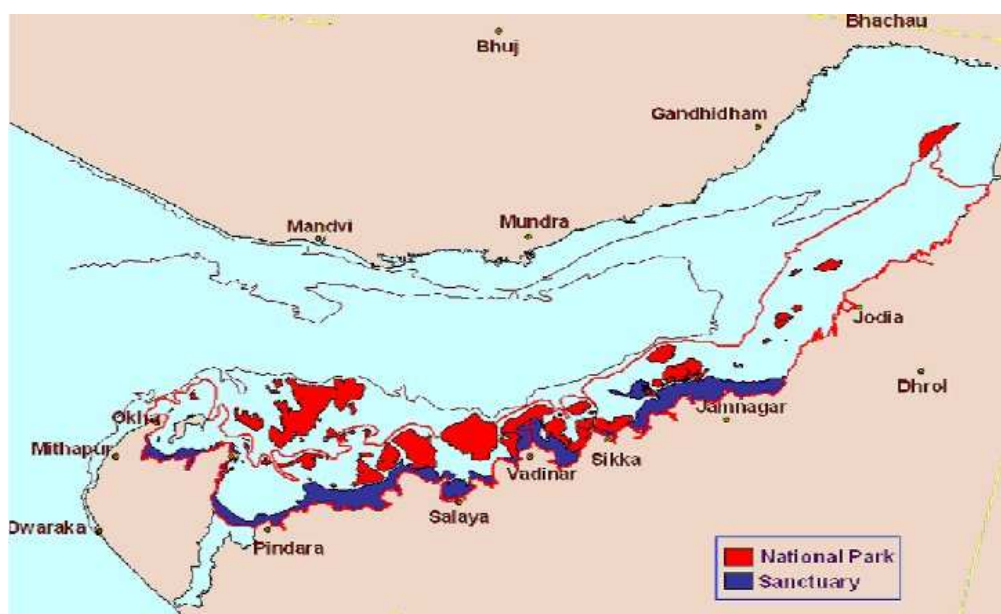 Bhachau
Bhuj
Gandhidham
Mandvi
Mundra
Jodia
Dhrol
Okha
Jamnagar
Mithapur
Vadinar
Sikka
Salaya
Dwaraka
Pindara
National Park
Sanctuary